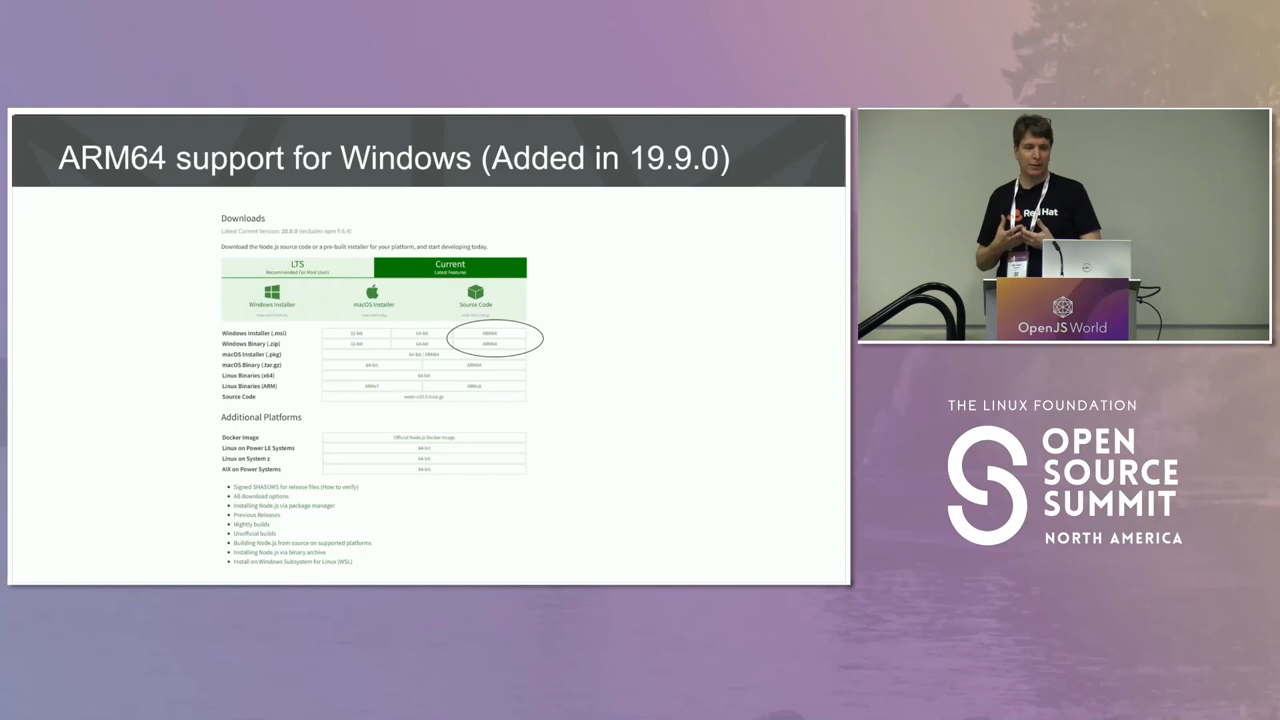 ARM64 support for Windows (Added in 19.9.0)
Downloads
Latest Current Version: 20.0.0 (includes npm 9.6.4)
Download the Node.js source code or a pre-built installer for your platform, and start developing today.
LTS
Recommended For Most Users
Current
Latest Features
Windows Installer
macOS Installer
Source Code
Windows Installer (.msi) 32-bit 64-bit ARM64
Windows Binary (.zip) 32-bit 64-bit ARM64
macOS Installer (.pkg) 64-bit / ARM64
macOS Binary (.tar.gz) 64-bit ARM64
Linux Binaries (x64) 64-bit
Linux Binaries (ARM) ARMv7 ARMv8
Source Code node-v20.0.0.tar.gz
Additional Platforms
Docker Image Official Node.js Docker Image
Linux on Power LE Systems 64-bit
Linux on System z 64-bit
AIX on Power Systems 64-bit
Signed SHASUMS for release files (How to verify)
All download options
Installing Node.js via package manager
Previous Releases
Nightly builds
Unofficial builds
Building Node.js from source on supported platforms
Installing Node.js via binary archive
Install on Windows Subsystem for Linux (WSL)
Red Hat
DELL
OpenJS World
THE LINUX FOUNDATION
OPEN
SOURCE
SUMMIT
NORTH AMERICA